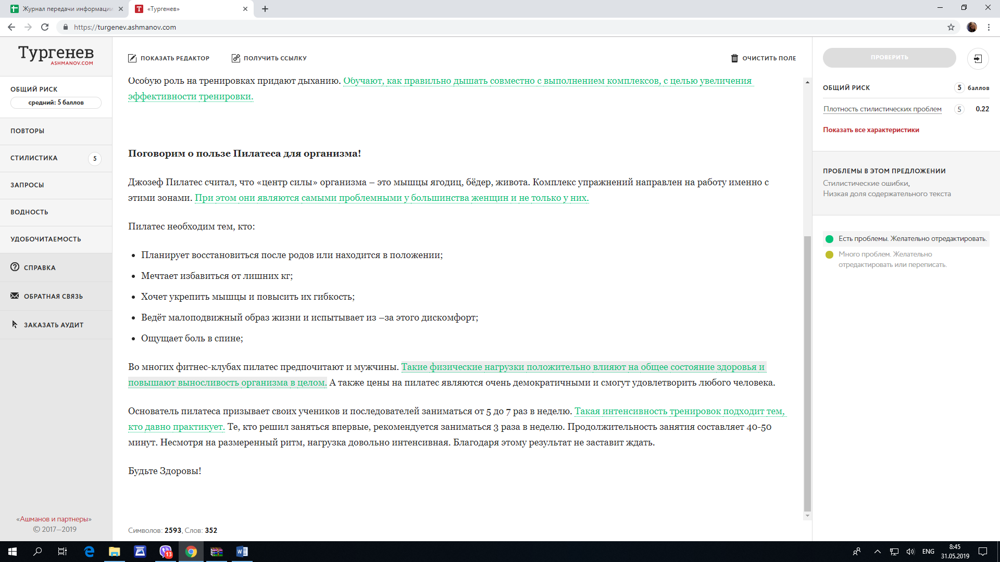 Журнал передачи информации
«Тургенев»
https://turgenev.ashmanov.com
Тургенев
ASHMANOV.COM
ОБЩИЙ РИСК
средний: 5 баллов
ПОВТОРЫ
СТИЛИСТИКА 5
ЗАПРОСЫ
ВОДНОСТЬ
УДОБОЧИТАЕМОСТЬ
СПРАВКА
ОБРАТНАЯ СВЯЗЬ
ЗАКАЗАТЬ АУДИТ
«Ашманов и партнеры»
© 2017—2019
ПОКАЗАТЬ РЕДАКТОР
ПОЛУЧИТЬ ССЫЛКУ
ОЧИСТИТЬ ПОЛЕ
Особую роль на тренировках придают дыханию. Обучают, как правильно дышать совместно с выполнением комплексов, с целью увеличения
эффективности тренировки.
Поговорим о пользе Пилатеса для организма!
Джозеф Пилатес считал, что «центр силы» организма – это мышцы ягодиц, бёдер, живота. Комплекс упражнений направлен на работу именно с
этими зонами. При этом они являются самыми проблемными у большинства женщин и не только у них.
Пилатес необходим тем, кто:
• Планирует восстановиться после родов или находится в положении;
• Мечтает избавиться от лишних кг;
• Хочет укрепить мышцы и повысить их гибкость;
• Ведёт малоподвижный образ жизни и испытывает из –за этого дискомфорт;
• Ощущает боль в спине;
Во многих фитнес-клубах пилатес предпочитают и мужчины. Такие физические нагрузки положительно влияют на общее состояние здоровья и
повышают выносливость организма в целом. А также цены на пилатес являются очень демократичными и смогут удовлетворить любого человека.
Основатель пилатеса призывает своих учеников и последователей заниматься от 5 до 7 раз в неделю. Такая интенсивность тренировок подходит тем,
кто давно практикует. Те, кто решил заняться впервые, рекомендуется заниматься 3 раза в неделю. Продолжительность занятия составляет 40-50
минут. Несмотря на размеренный ритм, нагрузка довольно интенсивная. Благодаря этому результат не заставит ждать.
Будьте Здоровы!
Символов: 2593, Слов: 352
ПРОВЕРИТЬ
ОБЩИЙ РИСК 5 баллов
Плотность стилистических проблем 5 0.22
Показать все характеристики
ПРОБЛЕМЫ В ЭТОМ ПРЕДЛОЖЕНИИ
Стилистические ошибки,
Низкая доля содержательного текста
Есть проблемы. Желательно отредактировать.
Много проблем. Желательно
отредактировать или переписать.
13
ENG
8:45
31.05.2019